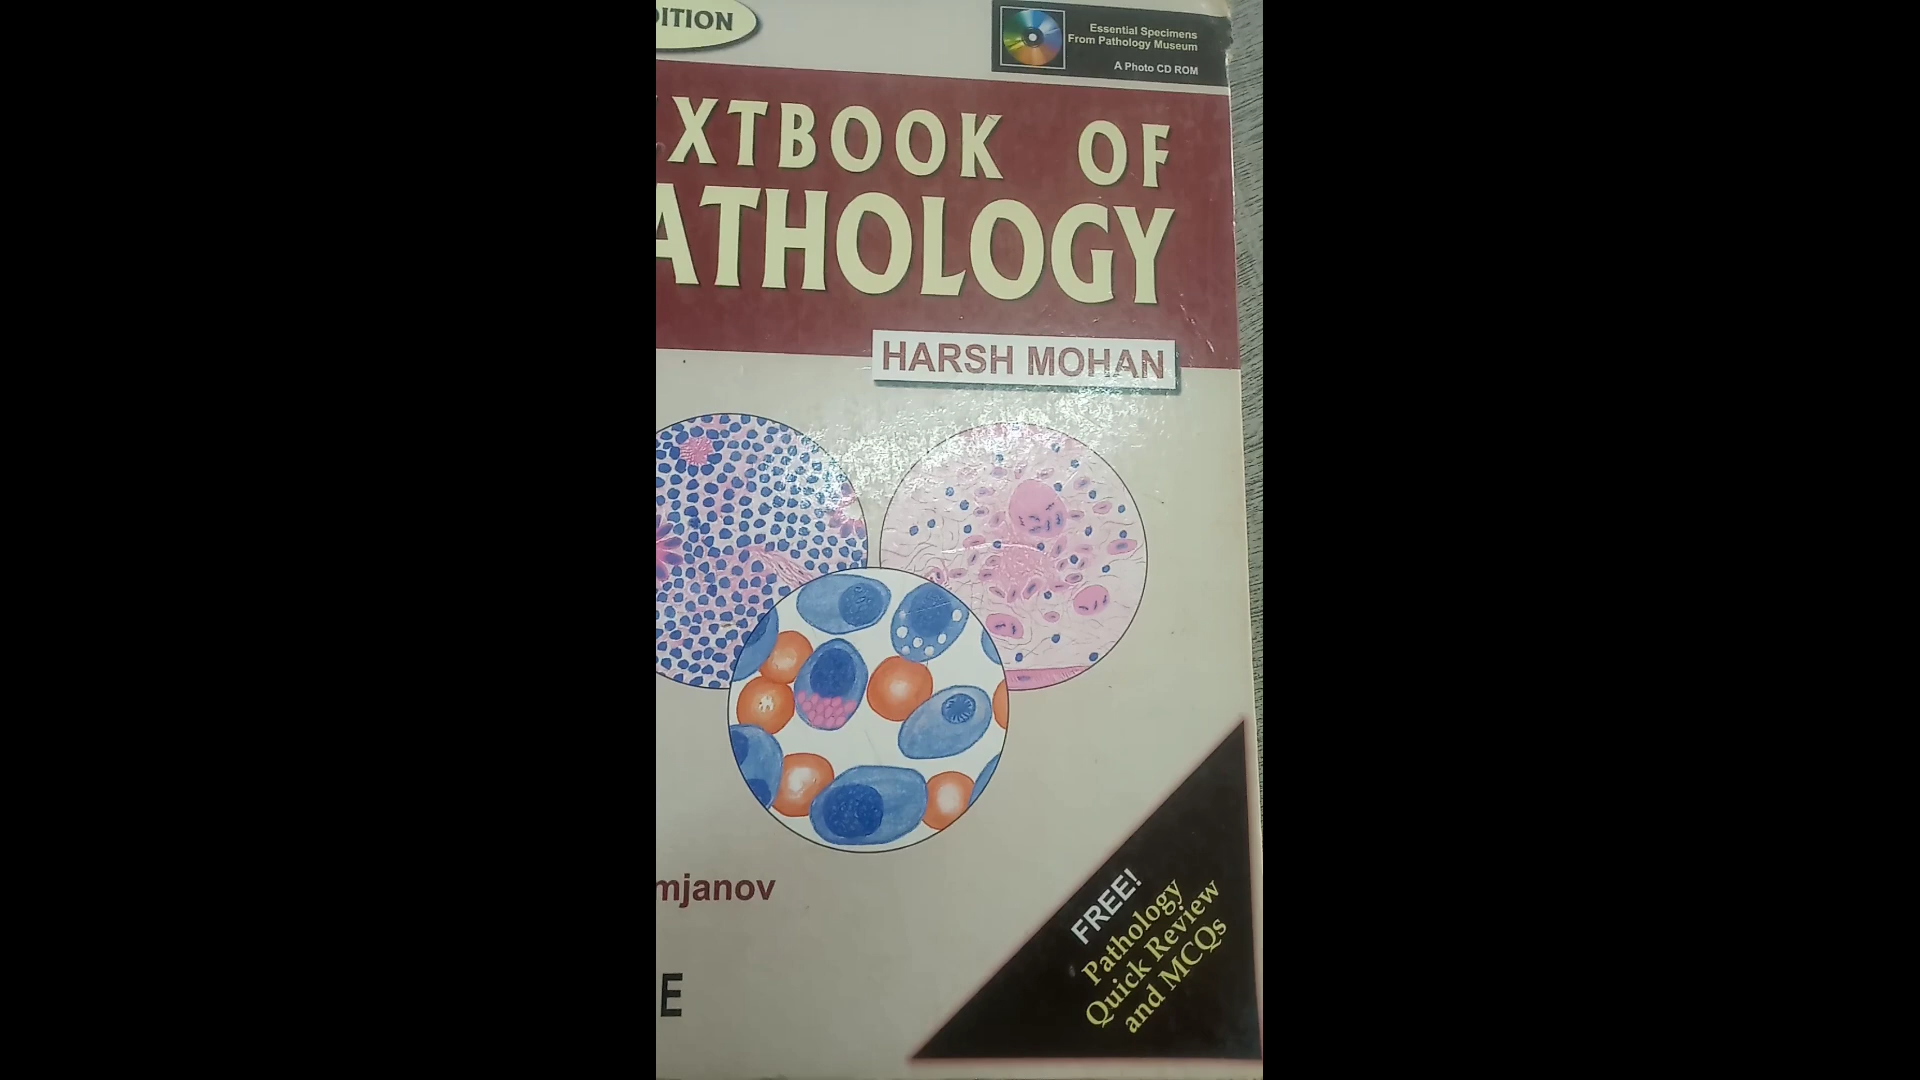 DITION
Essential Specimens
From Pathology Museum
A Photo CD ROM
XTBOOK OF
ATHOLOGY
HARSH MOHAN
mjanov
E
FREE!
Pathology
Quick Review
and MCQs